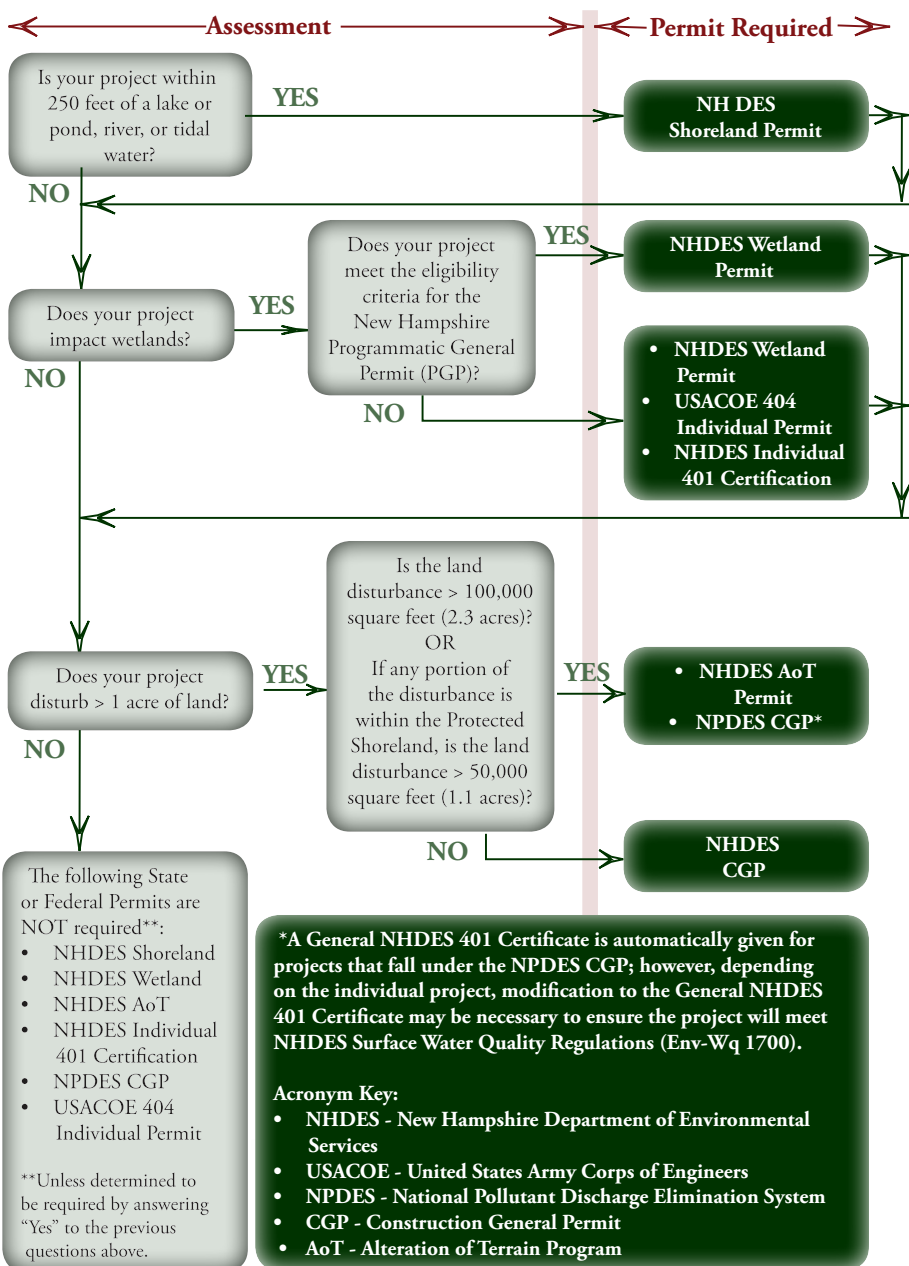 Assessment
Permit Required
Is your project within
250 feet of a lake or
pond, river, or tidal
water?
YES
NH DES
Shoreland Permit
NO
Does your project
impact wetlands?
YES
Does your project
meet the eligibility
criteria for the
New Hampshire
Programmatic General
Permit (PGP)?
YES
NHDES Wetland
Permit
NO
• NHDES Wetland
Permit
• USACOE 404
Individual Permit
• NHDES Individual
401 Certification
NO
Does your project
disturb > 1 acre of land?
YES
Is the land
disturbance > 100,000
square feet (2.3 acres)?
OR
If any portion of
the disturbance is
within the Protected
Shoreland, is the land
disturbance > 50,000
square feet (1.1 acres)?
YES
• NHDES AoT
Permit
• NPDES CGP*
NO
NHDES
CGP
NO
The following State
or Federal Permits are
NOT required**:
• NHDES Shoreland
• NHDES Wetland
• NHDES AoT
• NHDES Individual
401 Certification
• NPDES CGP
• USACOE 404
Individual Permit
**Unless determined to
be required by answering
“Yes” to the previous
questions above.
*A General NHDES 401 Certificate is automatically given for
projects that fall under the NPDES CGP; however, depending
on the individual project, modification to the General NHDES
401 Certificate may be necessary to ensure the project will meet
NHDES Surface Water Quality Regulations (Env-Wq 1700).
Acronym Key:
• NHDES - New Hampshire Department of Environmental
Services
• USACOE - United States Army Corps of Engineers
• NPDES - National Pollutant Discharge Elimination System
• CGP - Construction General Permit
• AoT - Alteration of Terrain Program